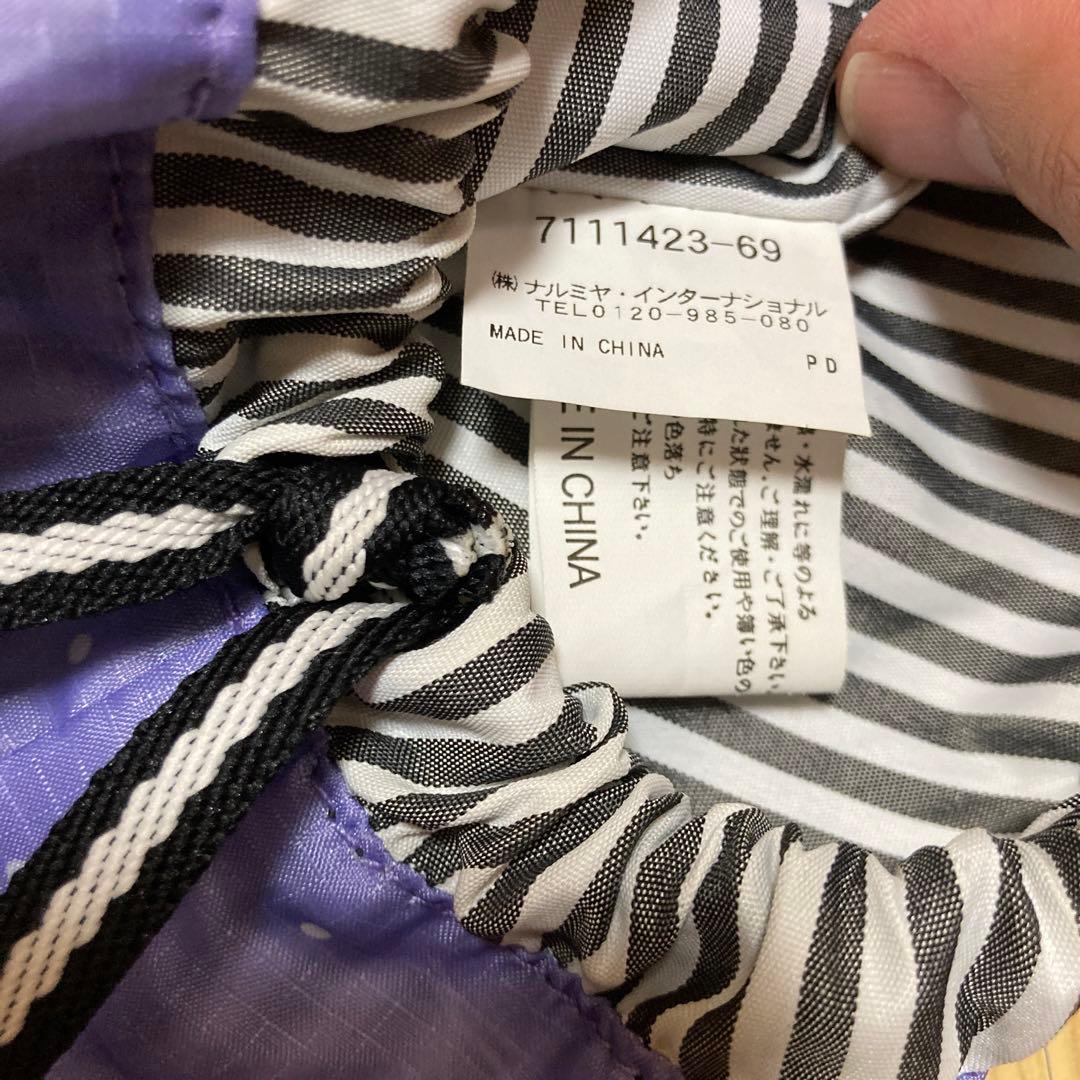 7111423-69
(株)ナルミヤ・インターナショナル
TEL0120-985-080
MADE IN CHINA PD
・水濡れに等のよる
ません.ご理解・ご了承下さい
た状態でのご使用や薄い色の
特にご注意ください。
色落ち
ご注意下さい。
E IN CHINA